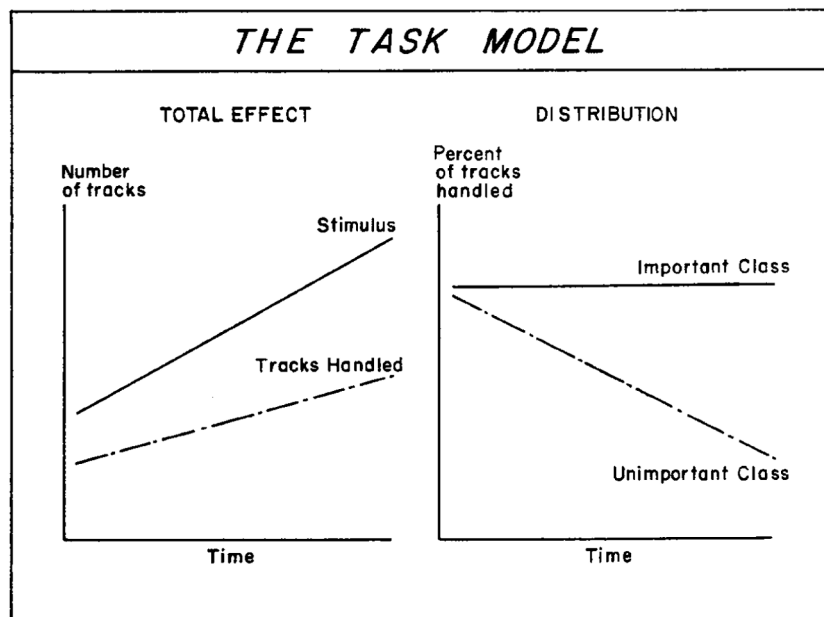 THE TASK MODEL
TOTAL EFFECT
Number
of tracks
Stimulus
Tracks Handled
Time
DISTRIBUTION
Percent
of tracks
handled
Important Class
Unimportant Class
Time